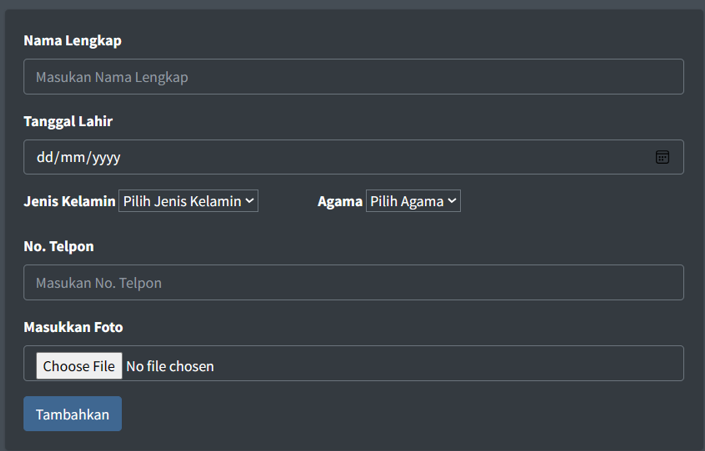 Nama Lengkap
Masukan Nama Lengkap
Tanggal Lahir
dd/mm/yyyy
Jenis Kelamin Pilih Jenis Kelamin Agama Pilih Agama
No. Telpon
Masukan No. Telpon
Masukkan Foto
Choose File No file chosen
Tambahkan